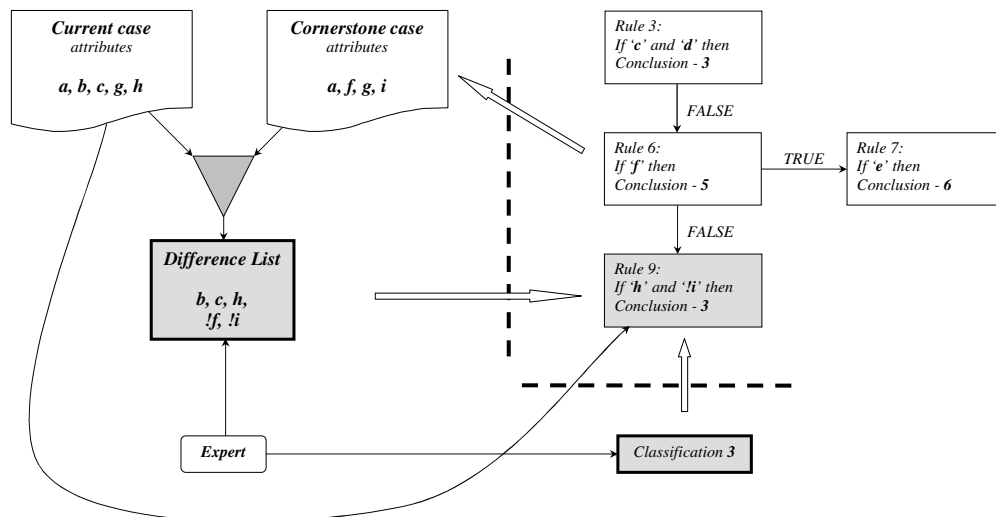 Current case
attributes
a, b, c, g, h
Cornerstone case
attributes
a, f, g, i
Rule 3:
If ‘c’ and ‘d’ then
Conclusion - 3
FALSE
Rule 6:
If ‘f’ then
Conclusion - 5
TRUE
Rule 7:
If ‘e’ then
Conclusion - 6
FALSE
Difference List
b, c, h,
!f, !i
Rule 9:
If ‘h’ and ‘!i’ then
Conclusion - 3
Expert
Classification 3